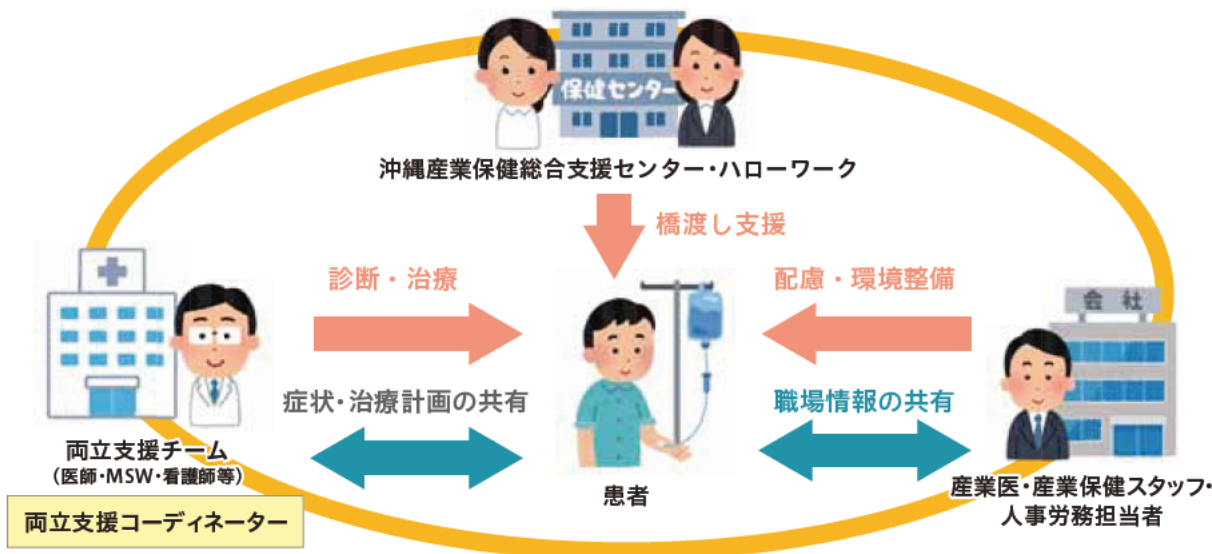 保健センター
沖縄産業保健総合支援センター・ハローワーク
橋渡し支援
診断・治療
配慮・環境整備
会社
症状・治療計画の共有
職場情報の共有
両立支援チーム
（医師・MSW・看護師等）
両立支援コーディネーター
患者
産業医・産業保健スタッフ・
人事労務担当者